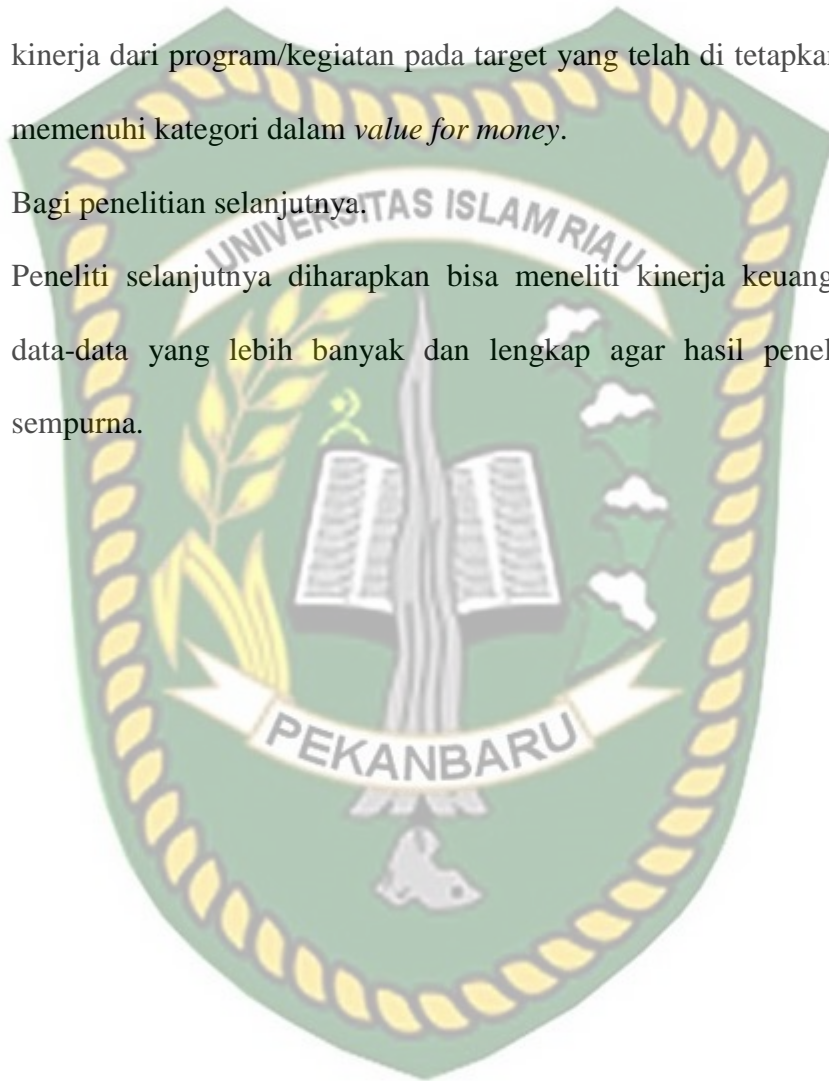 kinerja dari program/kegiatan pada target yang telah di tetapkan
memenuhi kategori dalam value for money.
Bagi penelitian selanjutnya.
UNIVERSITAS ISLAM RIAU
Peneliti selanjutnya diharapkan bisa meneliti kinerja keuang
data-data yang lebih banyak dan lengkap agar hasil penel
sempurna.
PEKANBARU